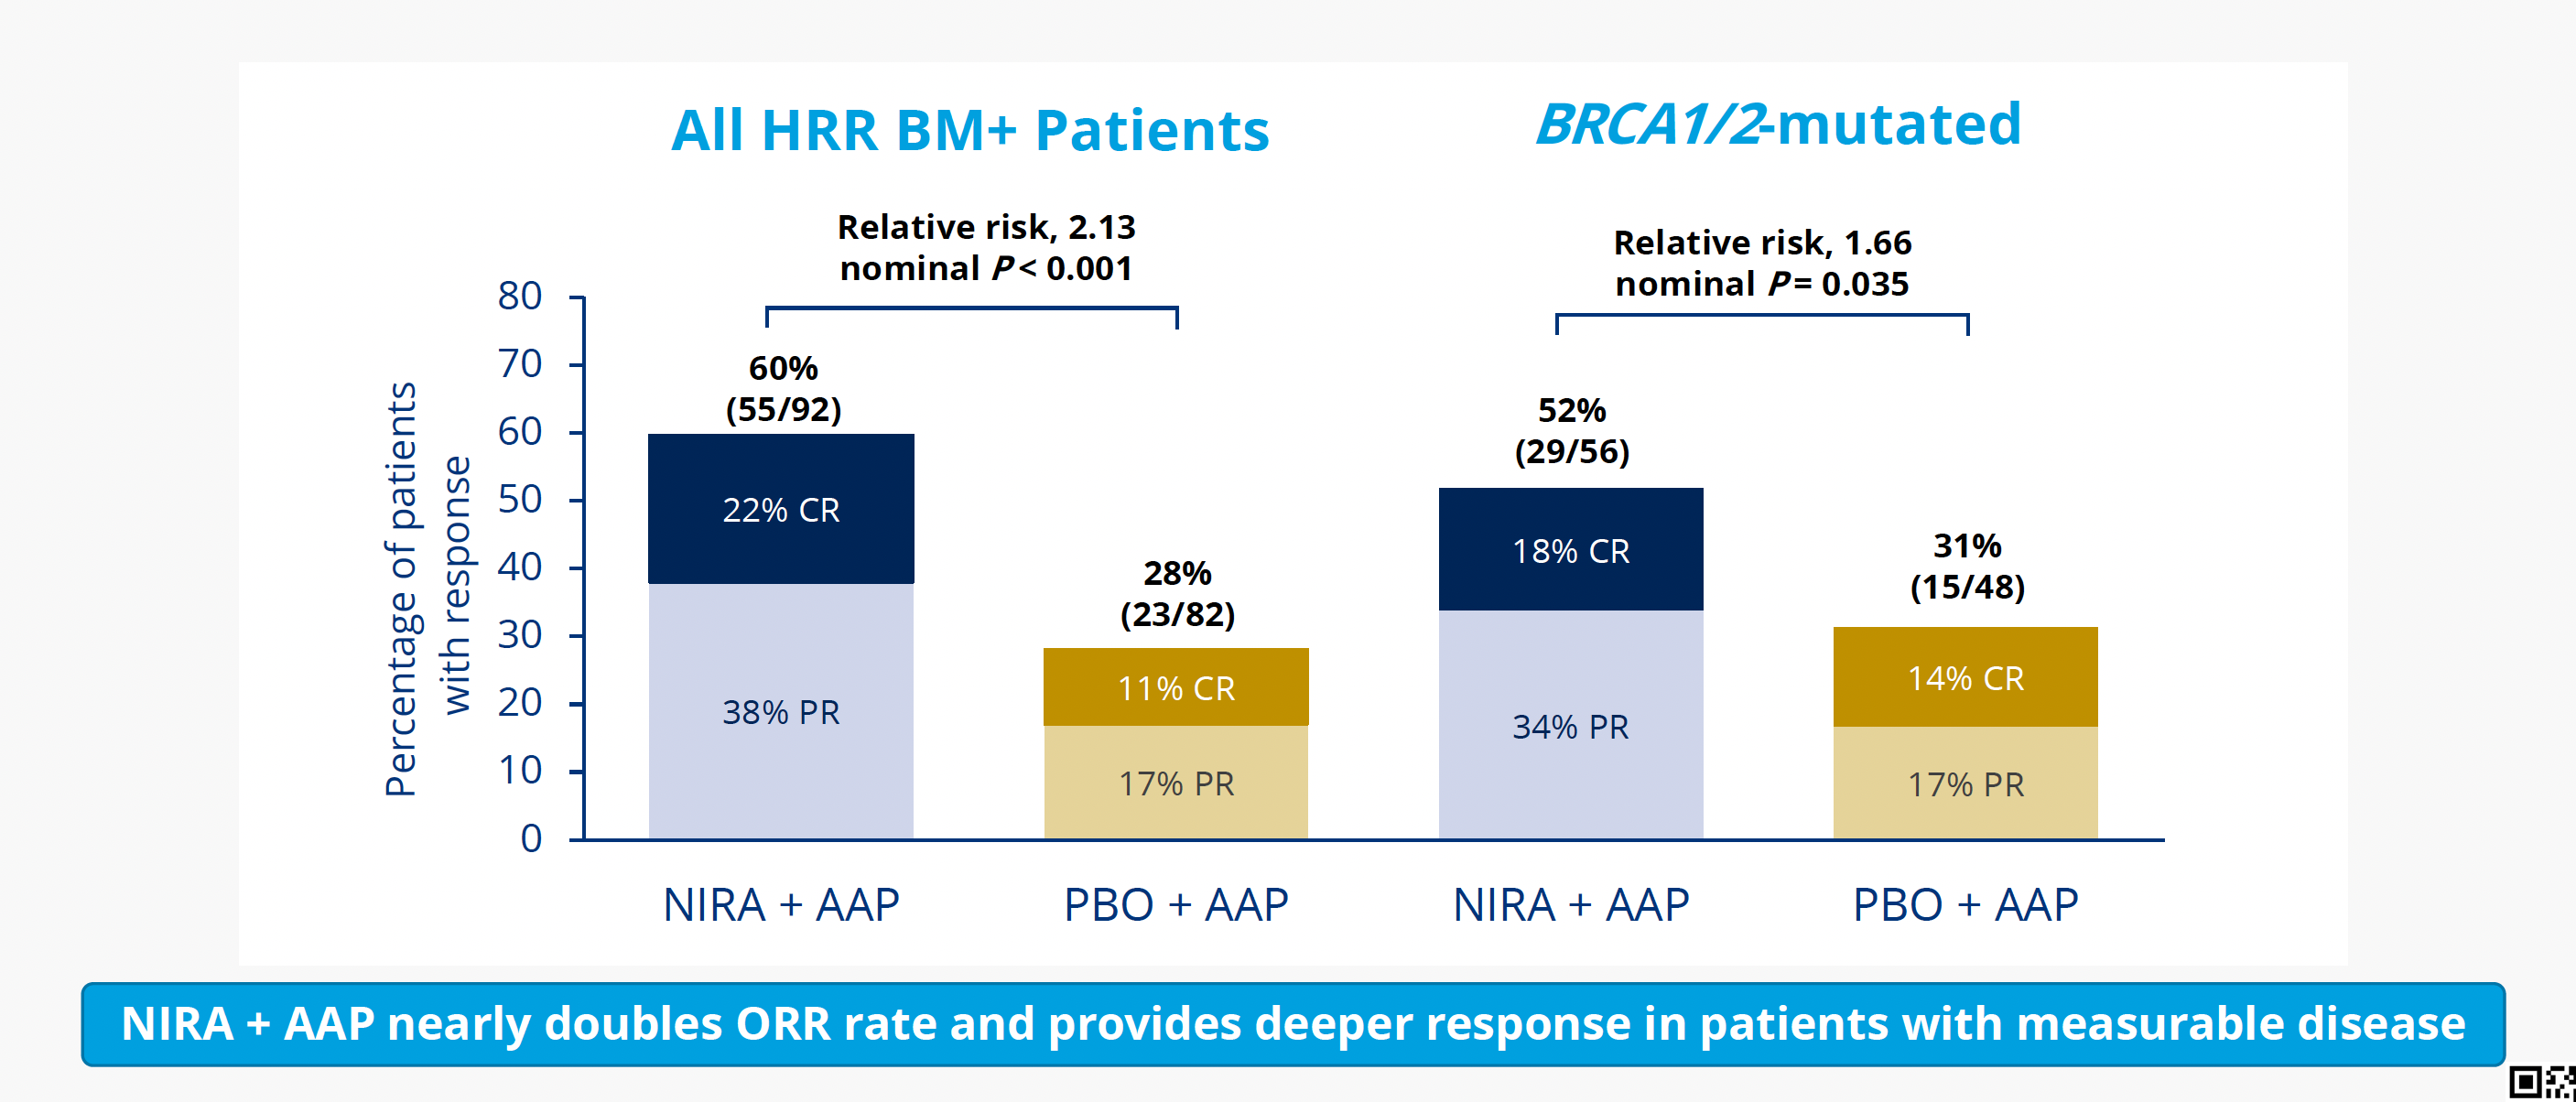 All HRR BM+ Patients
BRCA1/2-mutated
Relative risk, 2.13
nominal P < 0.001
Relative risk, 1.66
nominal P = 0.035
Percentage of patients
with response
80
70
60
50
40
30
20
10
0
60%
(55/92)
22% CR
38% PR
28%
(23/82)
11% CR
17% PR
52%
(29/56)
18% CR
34% PR
31%
(15/48)
14% CR
17% PR
NIRA + AAP
PBO + AAP
NIRA + AAP
PBO + AAP
NIRA + AAP nearly doubles ORR rate and provides deeper response in patients with measurable disease